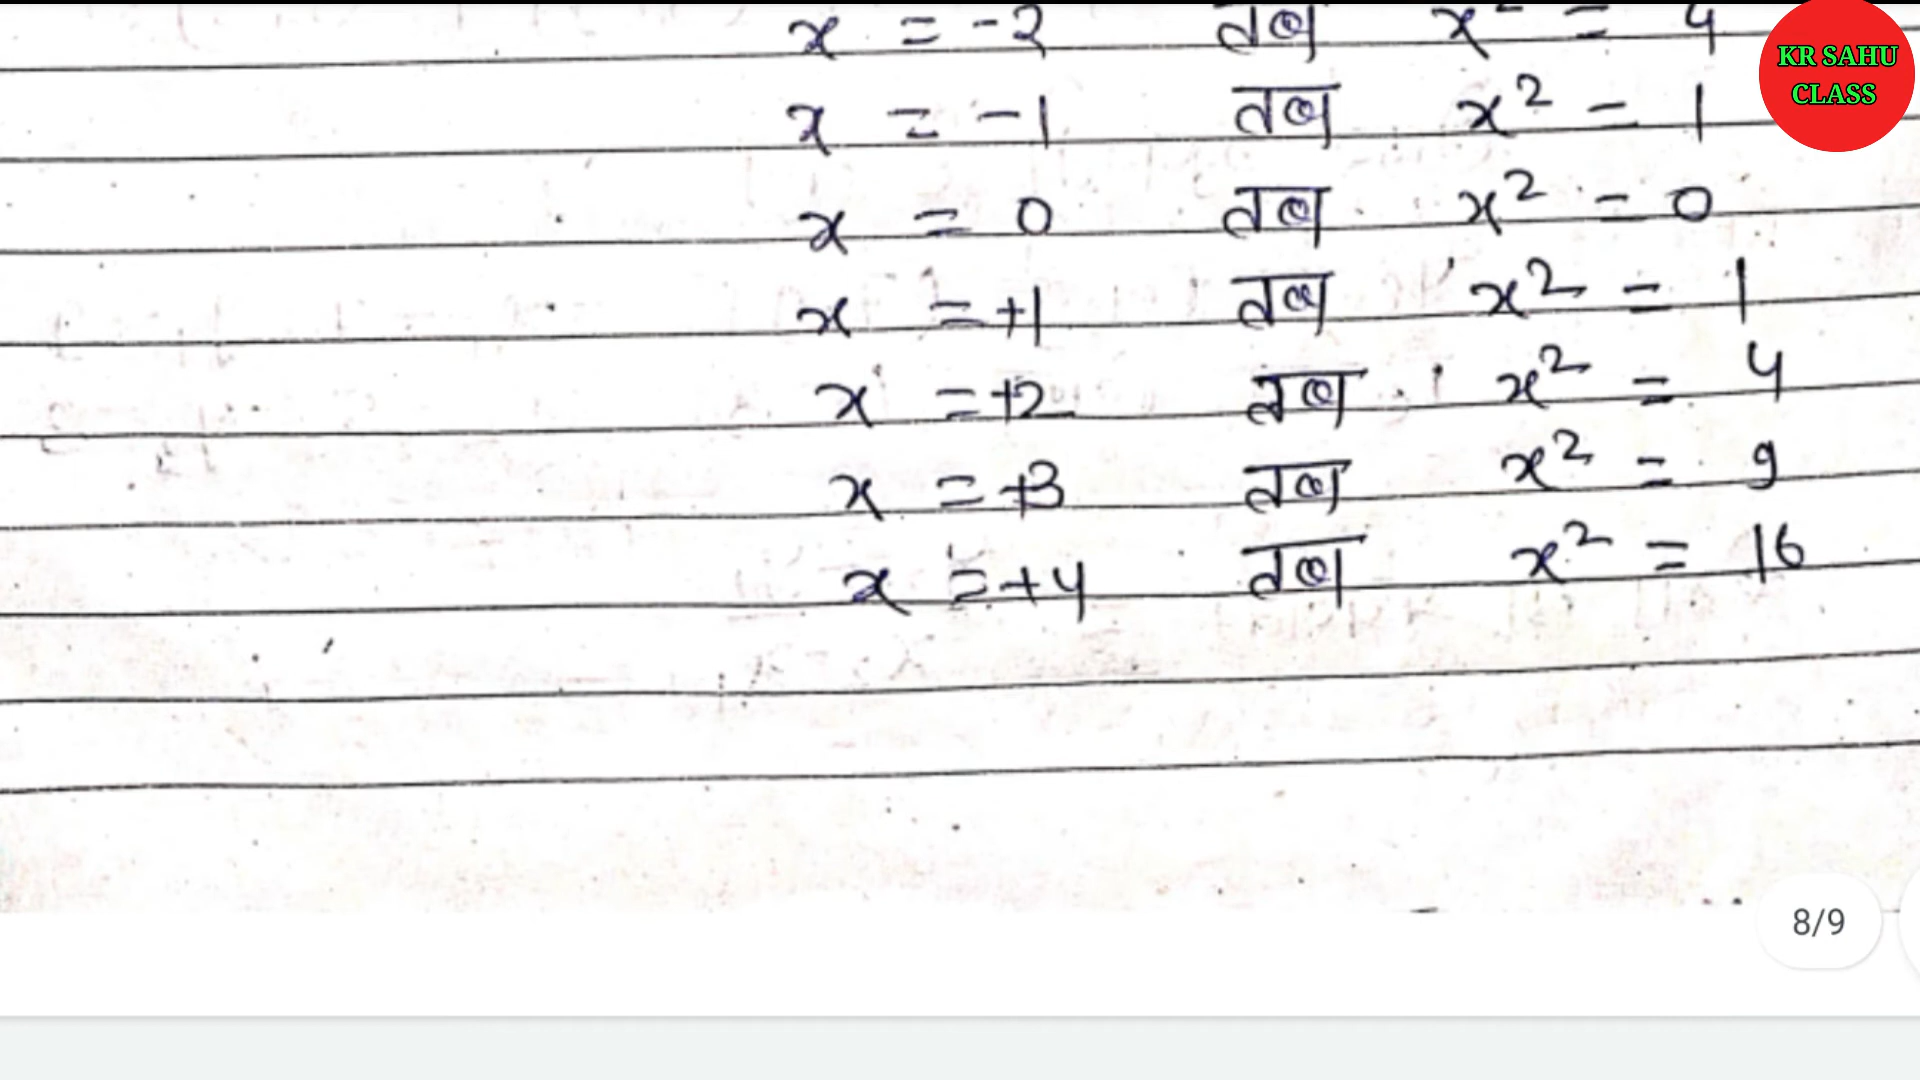 x = -2 तब x² = 4
KR SAHU
CLASS
x = -1 तब x² = 1
x = 0 तब x² = 0
x = +1 तब x² = 1
x = +2 तब x² = 4
x = +3 तब x² = 9
x = +4 तब x² = 16
8/9